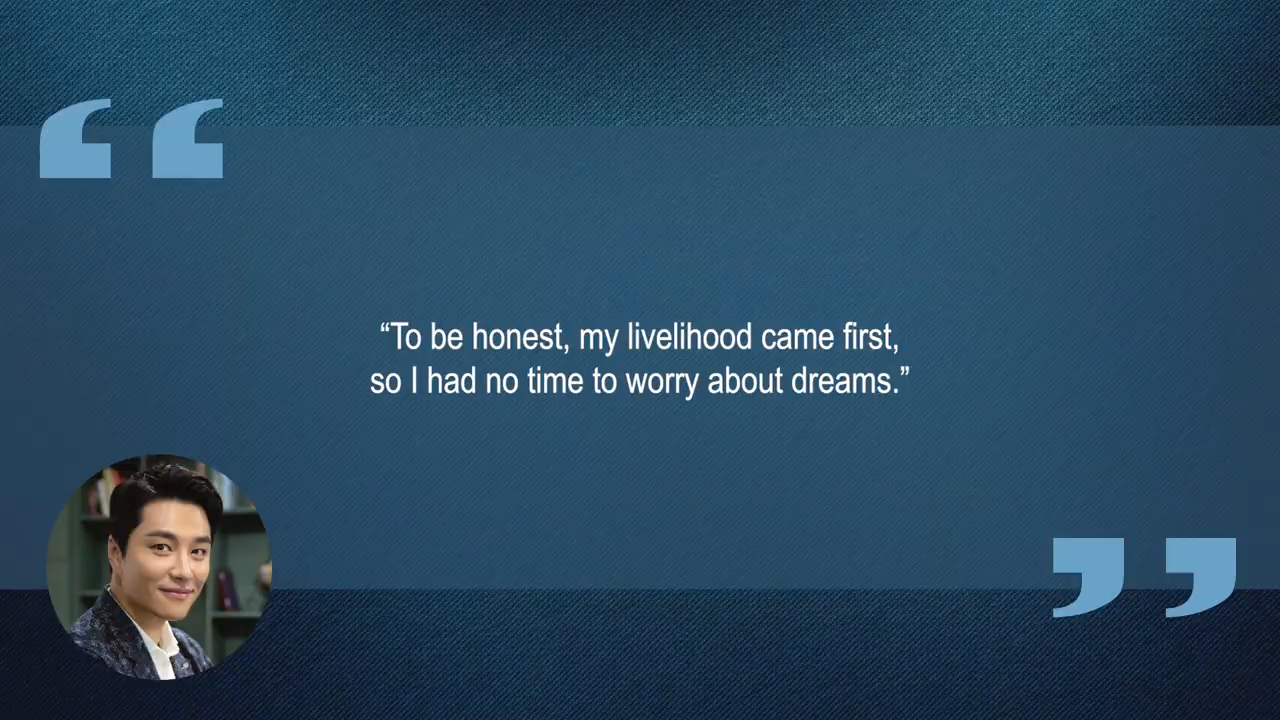 “To be honest, my livelihood came first,
so I had no time to worry about dreams.”